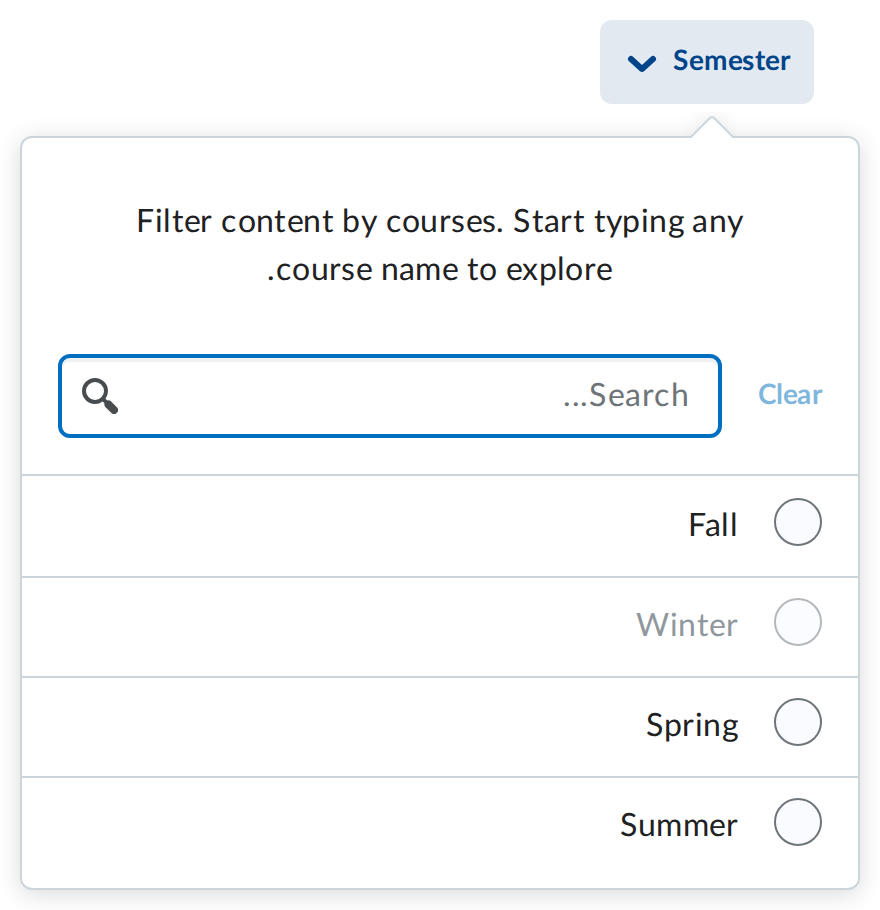 Semester
Filter content by courses. Start typing any
.course name to explore
...Search
Clear
Fall
Winter
Spring
Summer